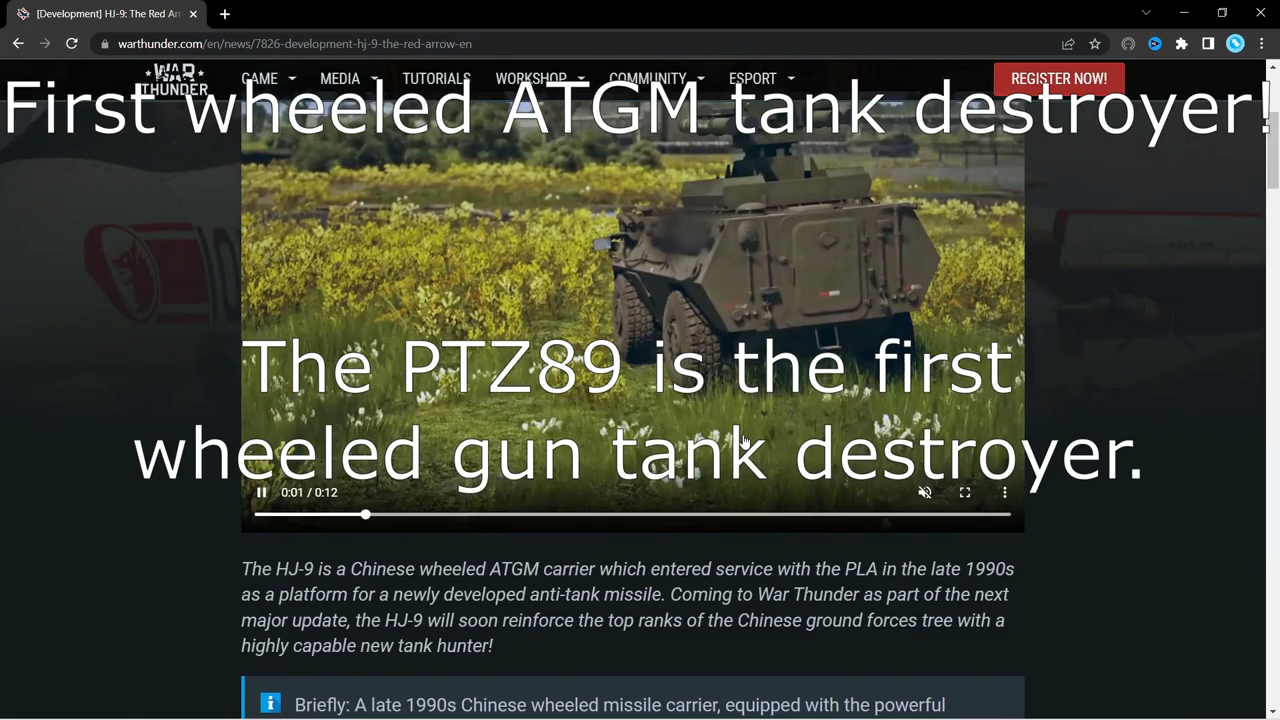 [Development] HJ-9: The Red Arr
warthunder.com/en/news/7826-development-hj-9-the-red-arrow-en
WAR THUNDER
GAME MEDIA TUTORIALS WORKSHOP COMMUNITY ESPORT REGISTER NOW!
First wheeled ATGM tank destroyer!
The PTZ89 is the first
wheeled gun tank destroyer.
0:01 / 0:12
The HJ-9 is a Chinese wheeled ATGM carrier which entered service with the PLA in the late 1990s
as a platform for a newly developed anti-tank missile. Coming to War Thunder as part of the next
major update, the HJ-9 will soon reinforce the top ranks of the Chinese ground forces tree with a
highly capable new tank hunter!
Briefly: A late 1990s Chinese wheeled missile carrier, equipped with the powerful